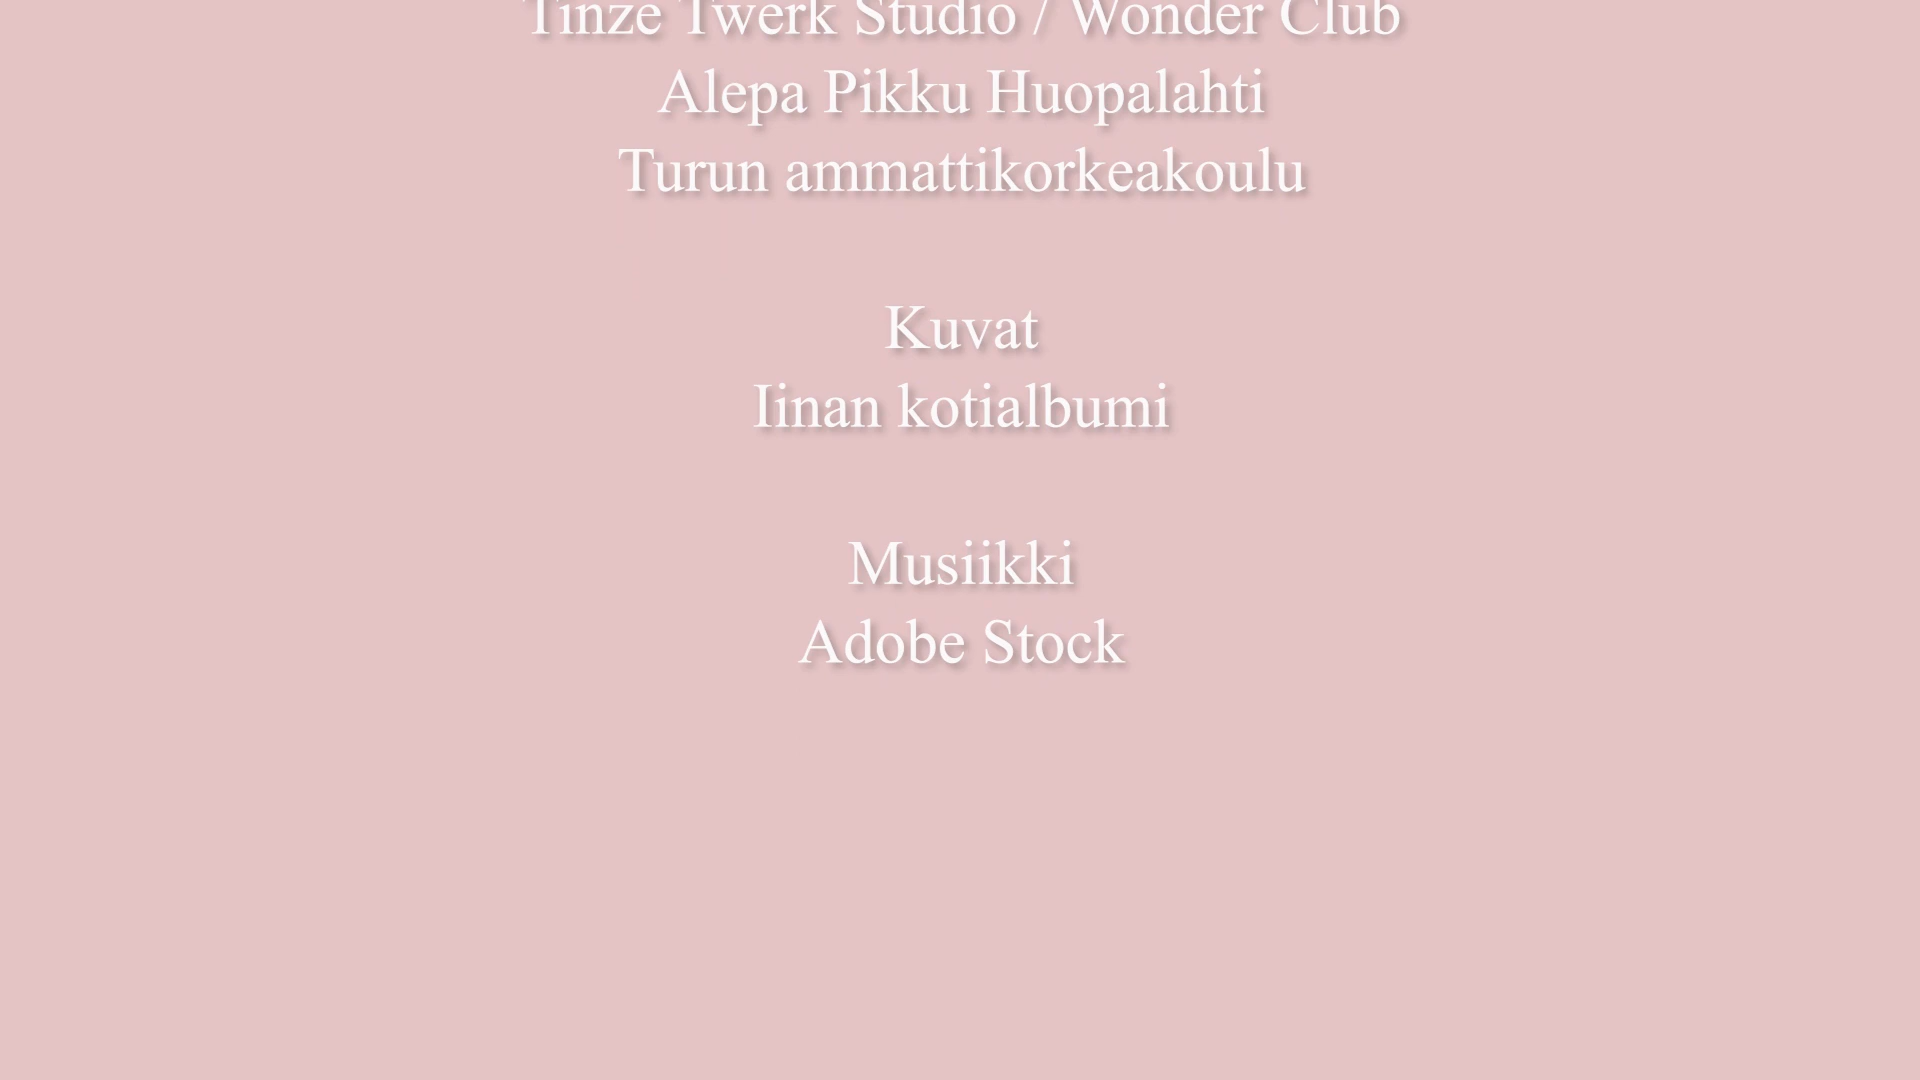 Tinze Twerk Studio / Wonder Club
Alepa Pikku Huopalahti
Turun ammattikorkeakoulu
Kuvat
Iinan kotialbumi
Musiikki
Adobe Stock